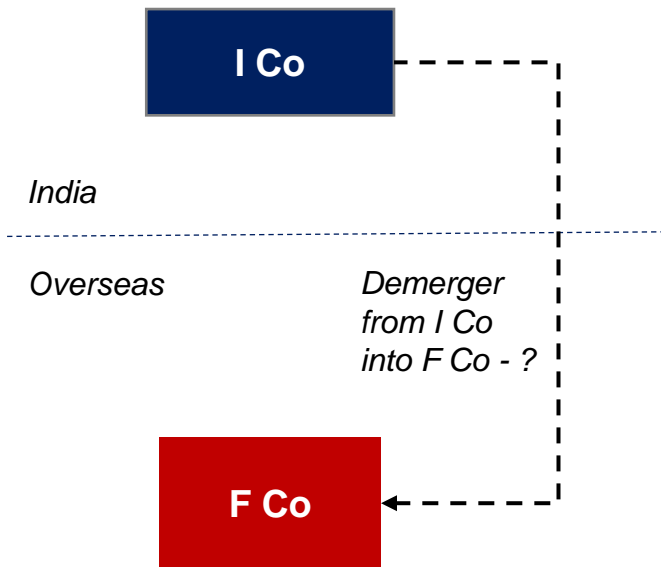 I Co
India
Overseas
Demerger
from I Co
into F Co - ?
F Co